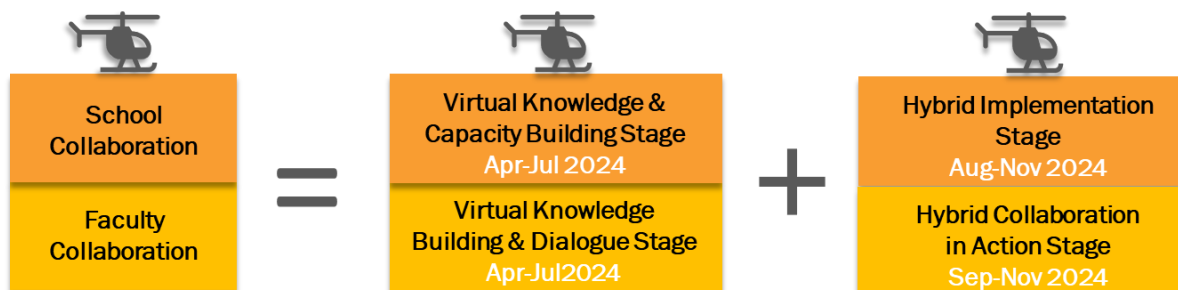 School
Collaboration
Faculty
Collaboration
=
Virtual Knowledge &
Capacity Building Stage
Apr-Jul 2024
Virtual Knowledge
Building & Dialogue Stage
Apr-Jul2024
+
Hybrid Implementation
Stage
Aug-Nov 2024
Hybrid Collaboration
in Action Stage
Sep-Nov 2024